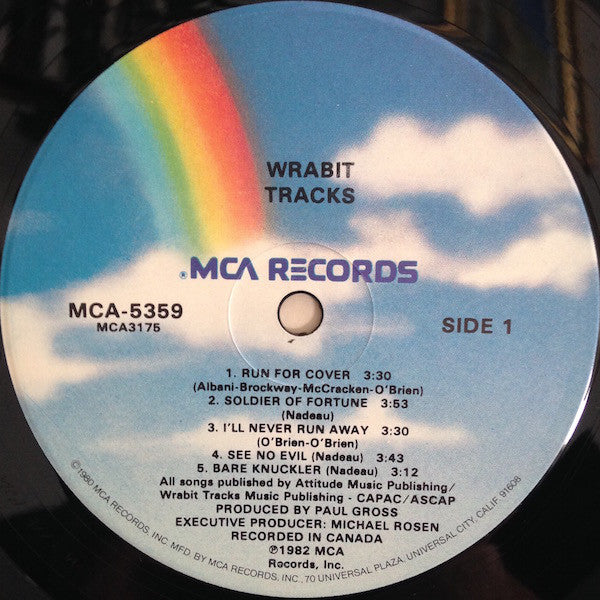 WRABIT
TRACKS
®MCA RECORDS
MCA-5359
MCA3175
SIDE 1
1. RUN FOR COVER 3:30
(Albani-Brockway-McCracken-O'Brien)
2. SOLDIER OF FORTUNE 3:53
(Nadeau)
3. I'LL NEVER RUN AWAY 3:30
(O'Brien-O'Brien)
4. SEE NO EVIL (Nadeau) 3:43
5. BARE KNUCKLER (Nadeau) 3:12
All songs published by Attitude Music Publishing/
Wrabit Tracks Music Publishing - CAPAC/ASCAP
PRODUCED BY PAUL GROSS
EXECUTIVE PRODUCER: MICHAEL ROSEN
RECORDED IN CANADA
℗1982 MCA
Records, Inc.
©1980 MCA RECORDS, INC. MFD. BY MCA RECORDS, INC., 70 UNIVERSAL PLAZA, UNIVERSAL CITY, CALIF. 91608